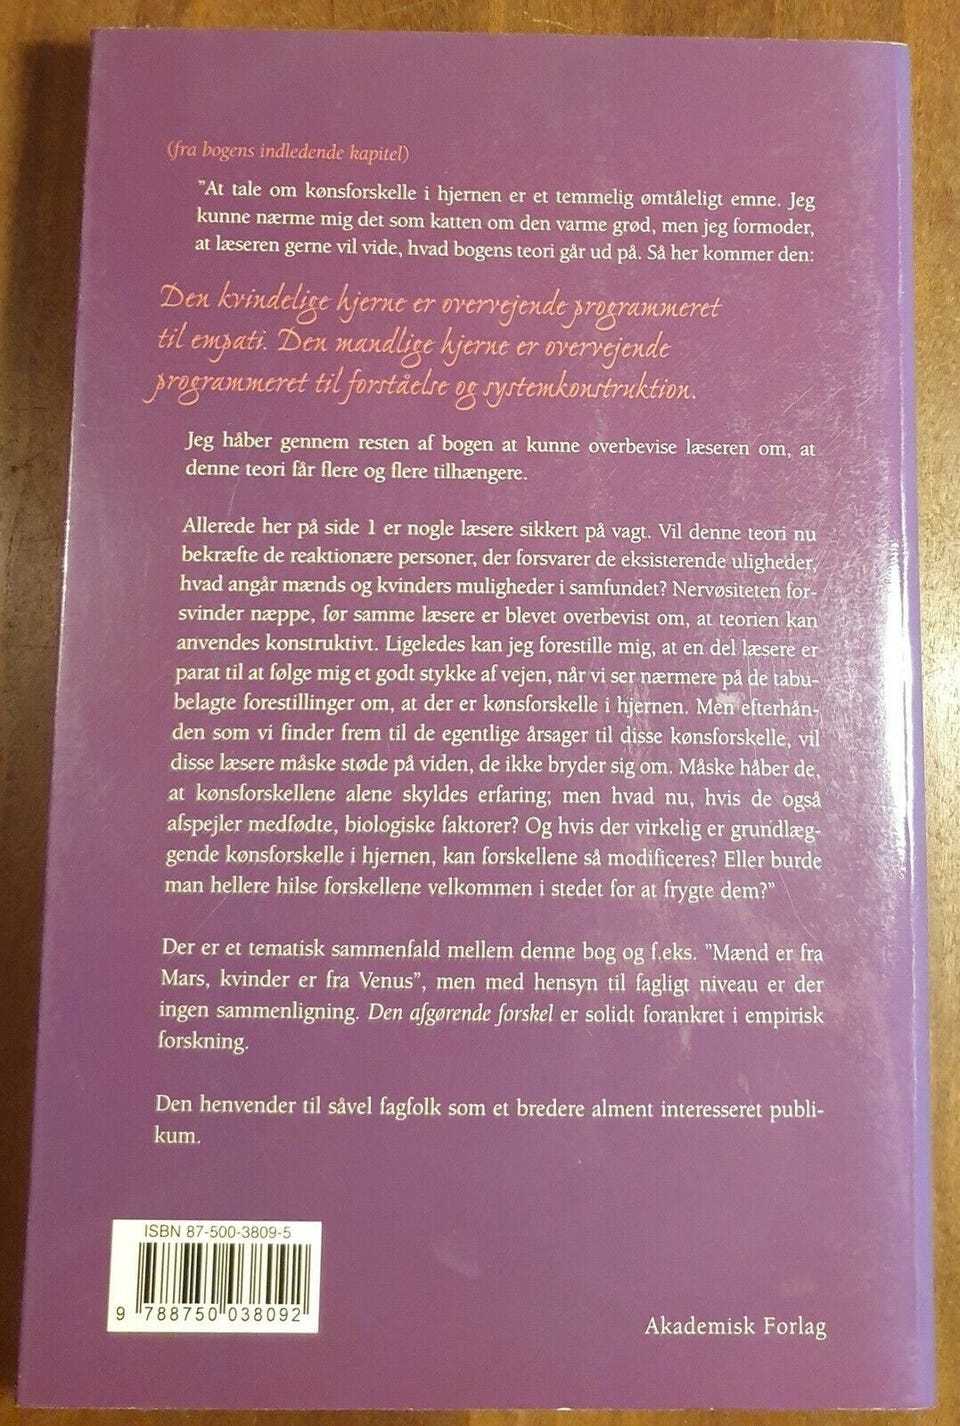 (fra bogens indledende kapitel)
"At tale om kønsforskelle i hjernen er et temmelig ømtåleligt emne. Jeg
kunne nærme mig det som katten om den varme grød, men jeg formoder,
at læseren gerne vil vide, hvad bogens teori går ud på. Så her kommer den:
Den kvindelige hjerne er overvejende programmeret
til empati. Den mandlige hjerne er overvejende
programmeret til forståelse og systemkonstruktion.
Jeg håber gennem resten af bogen at kunne overbevise læseren om, at
denne teori får flere og flere tilhængere.
Allerede her på side 1 er nogle læsere sikkert på vagt. Vil denne teori nu
bekræfte de reaktionære personer, der forsvarer de eksisterende uligheder,
hvad angår mænds og kvinders muligheder i samfundet? Nervøsiteten for-
svinder næppe, før samme læsere er blevet overbevist om, at teorien kan
anvendes konstruktivt. Ligeledes kan jeg forestille mig, at en del læsere er
parat til at følge mig et godt stykke af vejen, når vi ser nærmere på de tabu-
belagte forestillinger om, at der er kønsforskelle i hjernen. Men efterhån-
den som vi finder frem til de egentlige årsager til disse kønsforskelle, vil
disse læsere måske støde på viden, de ikke bryder sig om. Måske håber de,
at kønsforskellene alene skyldes erfaring; men hvad nu, hvis de også
afspejler medfødte, biologiske faktorer? Og hvis der virkelig er grundlæg-
gende kønsforskelle i hjernen, kan forskellene så modificeres? Eller burde
man hellere hilse forskellene velkommen i stedet for at frygte dem?"
Der er et tematisk sammenfald mellem denne bog og f.eks. "Mænd er fra
Mars, kvinder er fra Venus", men med hensyn til fagligt niveau er der
ingen sammenligning. Den afgørende forskel er solidt forankret i empirisk
forskning.
Den henvender til såvel fagfolk som et bredere alment interesseret publi-
kum.
ISBN 87-500-3809-5
9 788750 038092
Akademisk Forlag